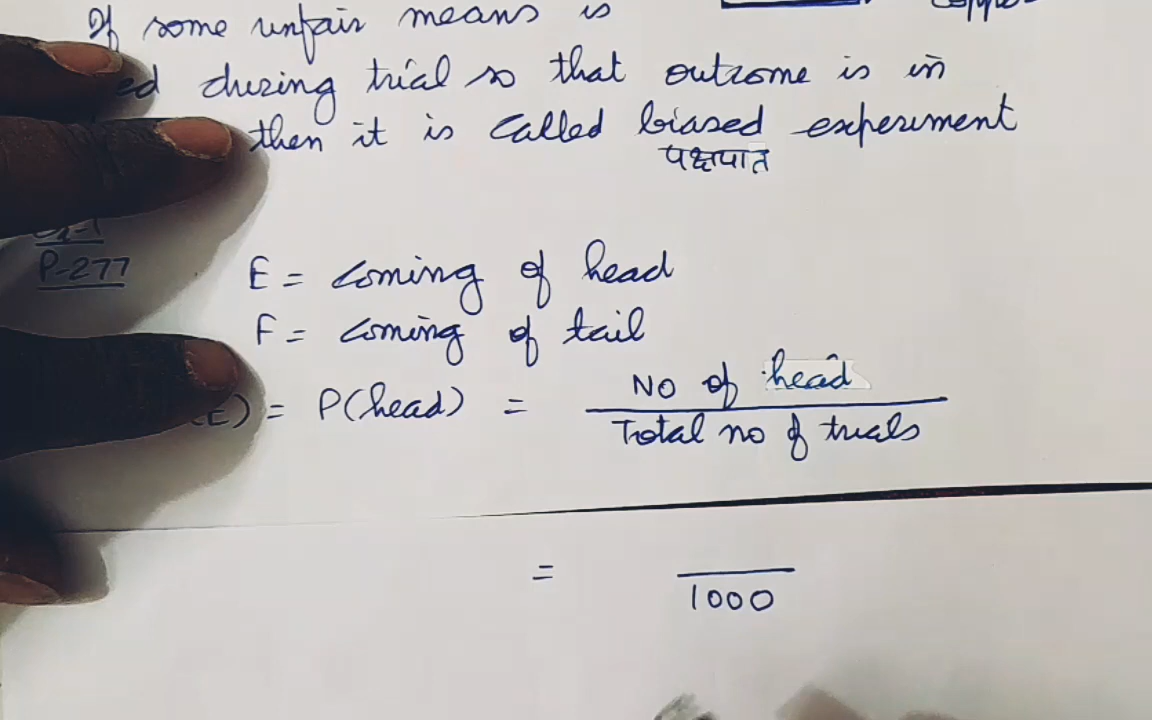 If some unfair means is
ed during trial so that outcome is in
then it is called biased experiment
पक्षपात
P-277
E = coming of head
F = coming of tail
(E) = P(head) = No of head
Total no of trials
=
1000